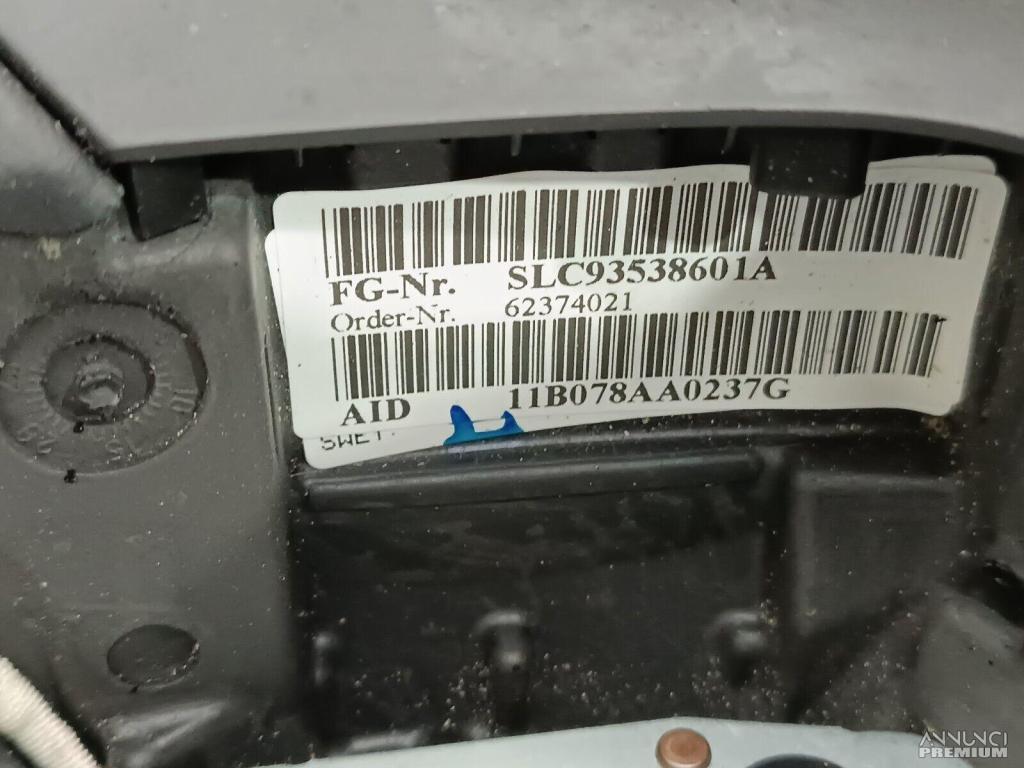 FG-Nr. SLC93538601A
Order-Nr. 62374021
AID 11B078AA0237G
ANNUNCI
PREMIUM